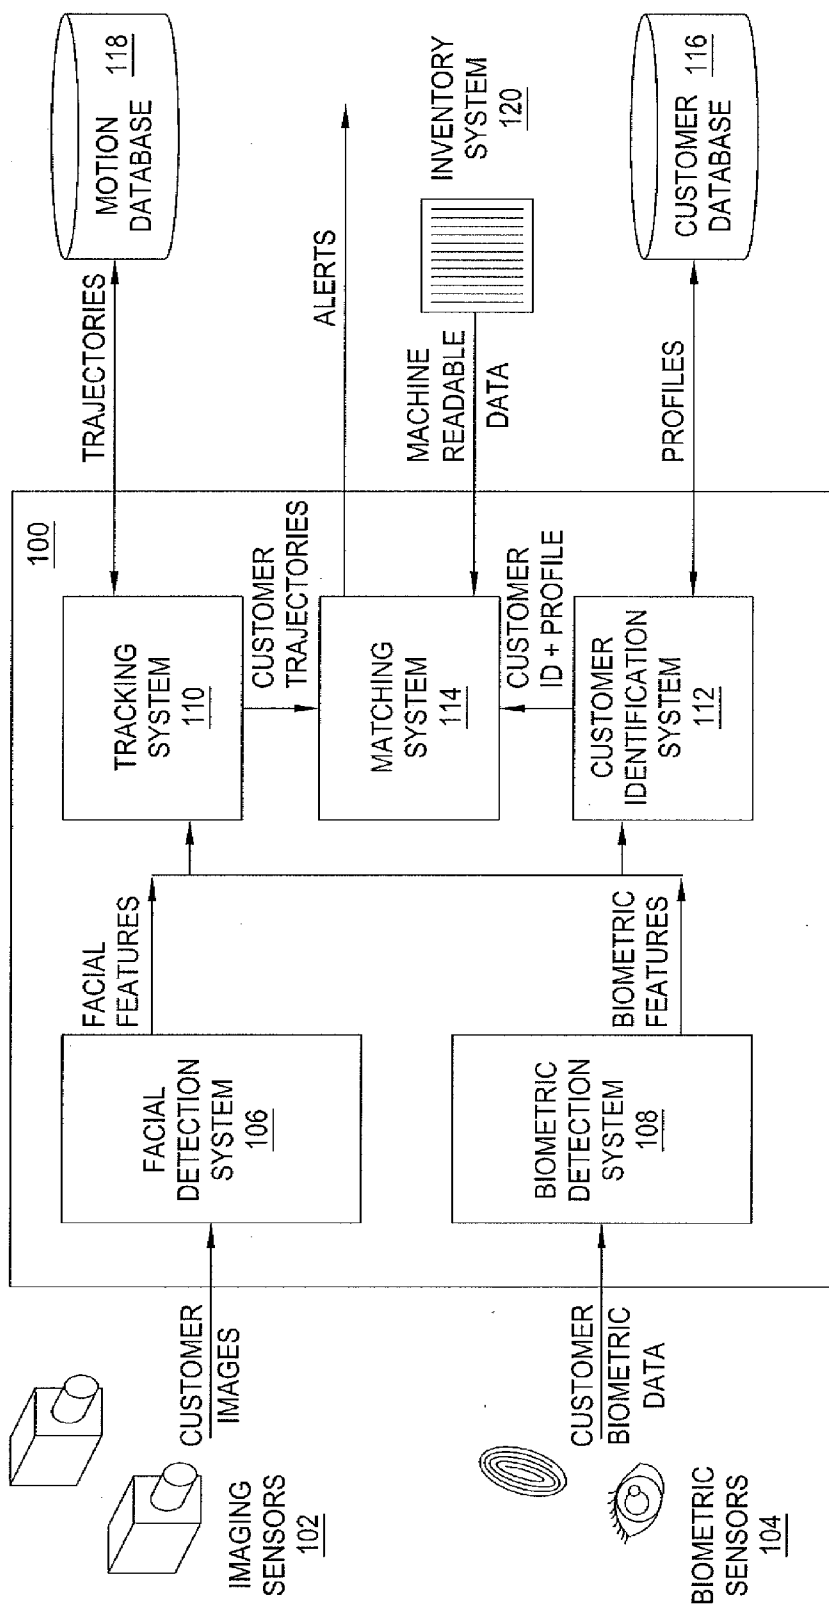 IMAGING
SENSORS
102
CUSTOMER
IMAGES
BIOMETRIC
SENSORS
104
CUSTOMER
BIOMETRIC
DATA
100
FACIAL
DETECTION
SYSTEM
106
FACIAL
FEATURES
BIOMETRIC
DETECTION
SYSTEM
108
BIOMETRIC
FEATURES
TRACKING
SYSTEM
110
CUSTOMER
TRAJECTORIES
MATCHING
SYSTEM
114
CUSTOMER
ID + PROFILE
CUSTOMER
IDENTIFICATION
SYSTEM
112
TRAJECTORIES
ALERTS
MACHINE
READABLE
DATA
PROFILES
MOTION
DATABASE
118
INVENTORY
SYSTEM
120
CUSTOMER
DATABASE
116